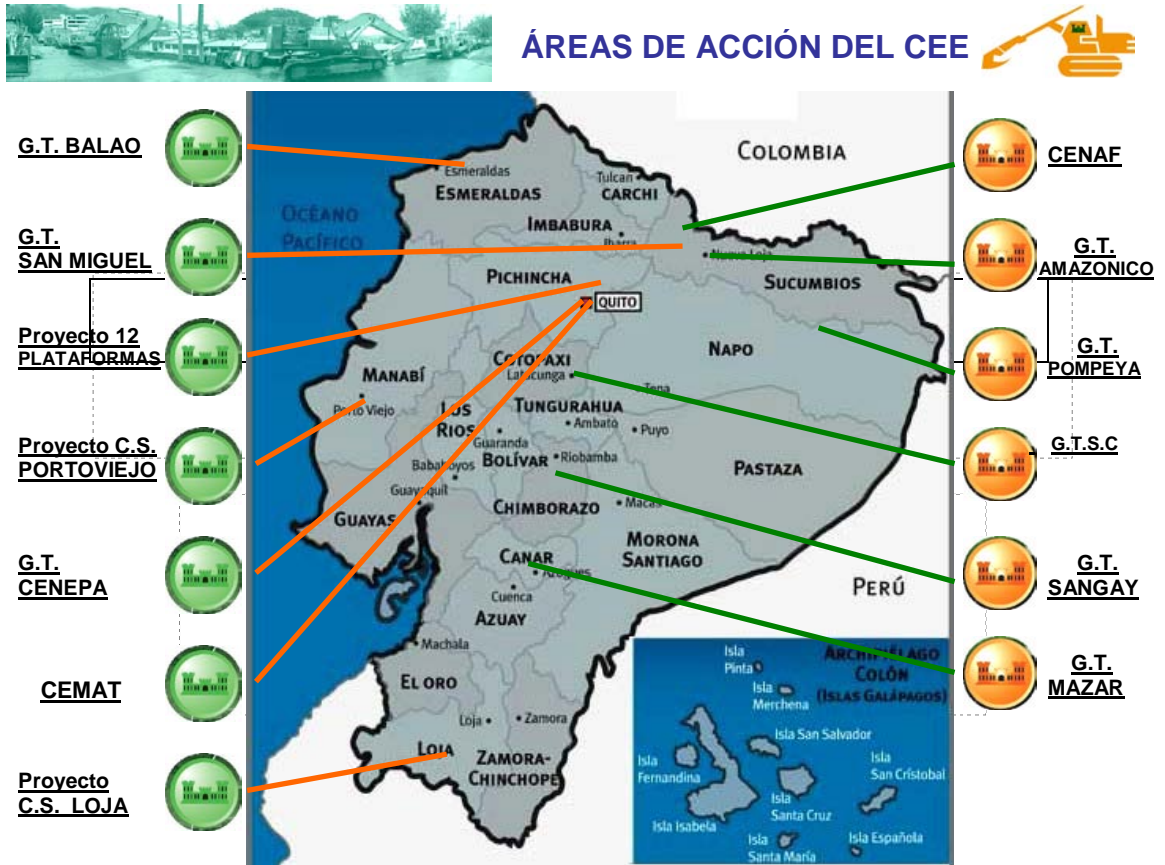 ÁREAS DE ACCIÓN DEL CEE
G.T. BALAO
G.T.
SAN MIGUEL
Proyecto 12
PLATAFORMAS
Proyecto C.S.
PORTOVIEJO
G.T.
CENEPA
CEMAT
Proyecto
C.S. LOJA
COLOMBIA
Esmeraldas
ESMERALDAS
Tulcan
CARCHI
OCÉANO
PACÍFICO
IMBABURA
Ibarra
Nueva Loja
PICHINCHA
SUCUMBIOS
QUITO
NAPO
COTOPAXI
Latacunga
MANABÍ
Tena
Porto Viejo
LOS
RIOS
TUNGURAHUA
Ambato
Puyo
Guaranda
BOLÍVAR
Riobamba
PASTAZA
Babahoyos
Guayaquil
CHIMBORAZO
Macas
GUAYAS
MORONA
SANTIAGO
CANAR
Azogues
Cuenca
PERÚ
AZUAY
Machala
EL ORO
Loja
Zamora
LOJA
ZAMORA-
CHINCHOPE
ARCHIPIÉLAGO
COLÓN
(ISLAS GALÁPAGOS)
Isla
Pinta
Isla
Merchena
Isla San Salvador
Isla
Fernandina
Isla
San Cristobal
Isla
Santa Cruz
Isla Isabela
Isla
Santa María
Isla Española
CENAF
G.T.
AMAZONICO
G.T.
POMPEYA
G.T.S.C
G.T.
SANGAY
G.T.
MAZAR